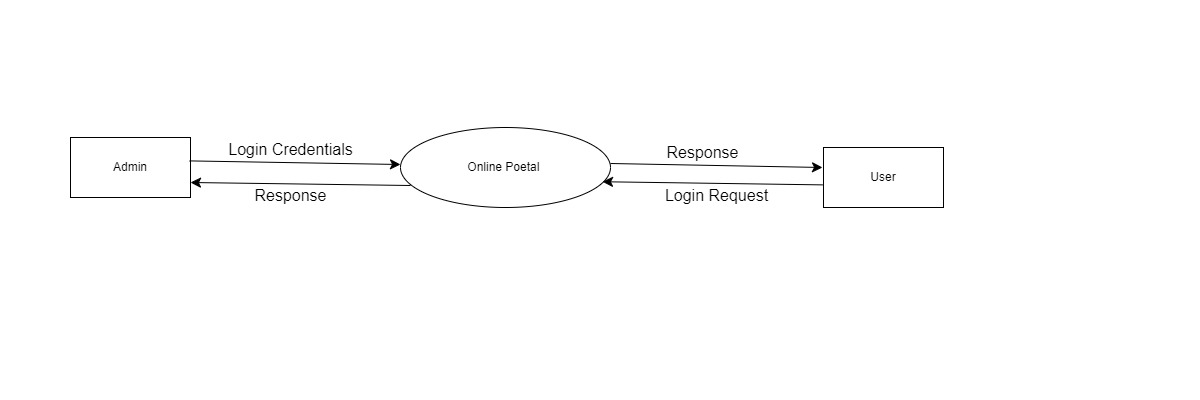 Admin
Login Credentials
Response
Online Poetal
Response
Login Request
User